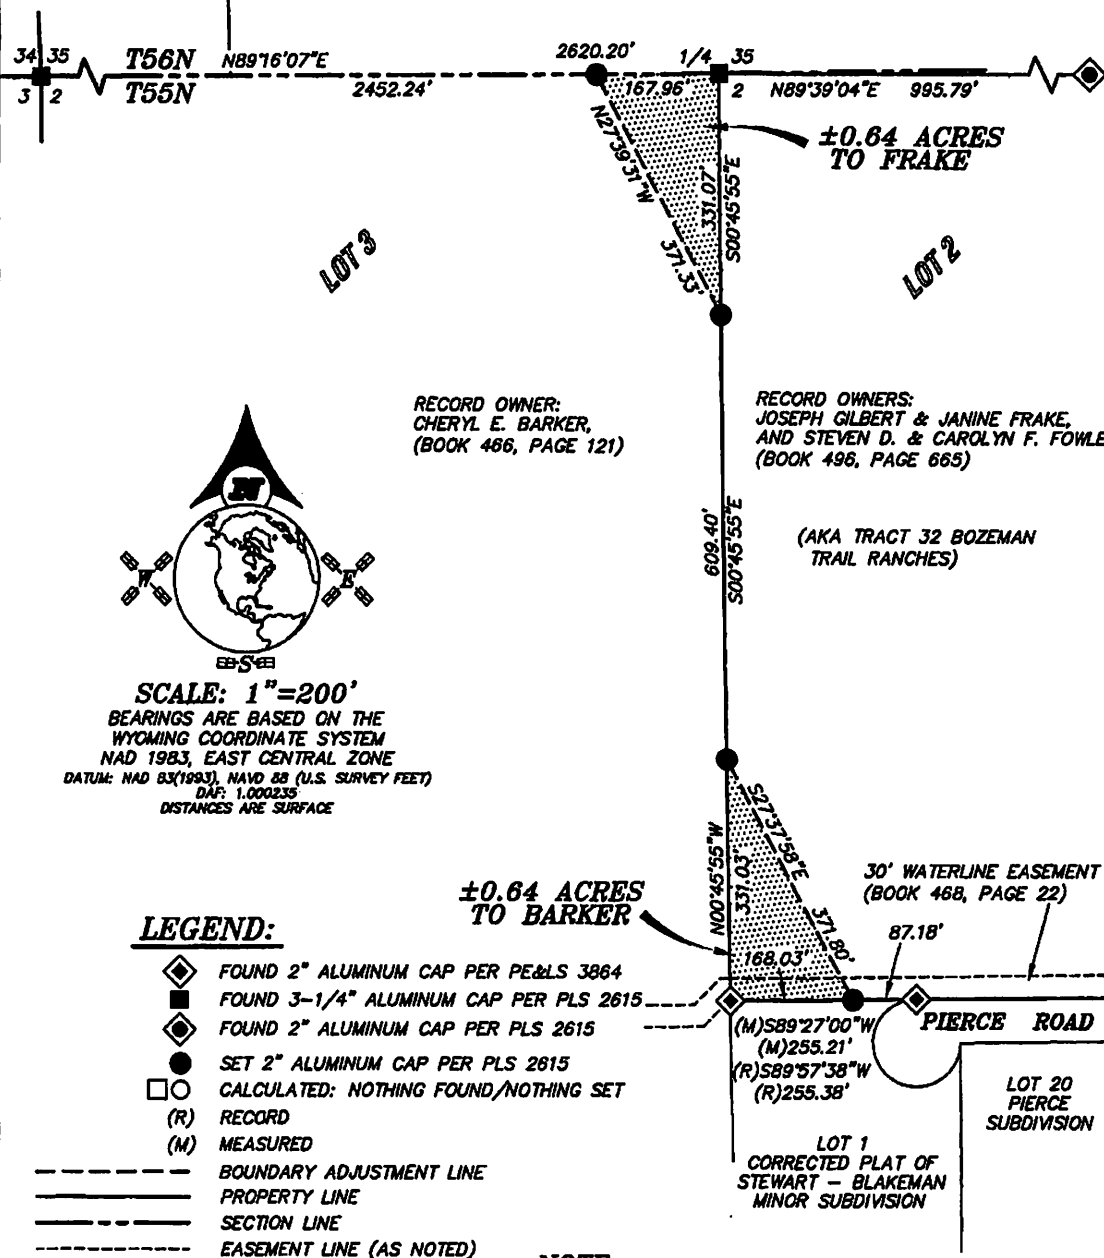 34 35
3 2
T56N
T55N
N89°16'07"E
2452.24'
2620.20'
167.96'
1/4
35
2
N89°39'04"E 995.79'
±0.64 ACRES
TO FRAKE
N27°39'31"W
371.33'
331.07'
S00°45'55"E
LOT 3
LOT 2
RECORD OWNER:
CHERYL E. BARKER,
(BOOK 466, PAGE 121)
RECORD OWNERS:
JOSEPH GILBERT & JANINE FRAKE,
AND STEVEN D. & CAROLYN F. FOWLE
(BOOK 496, PAGE 665)
(AKA TRACT 32 BOZEMAN
TRAIL RANCHES)
609.40'
S00°45'55"E
N
W
E
S
SCALE: 1"=200'
BEARINGS ARE BASED ON THE
WYOMING COORDINATE SYSTEM
NAD 1983, EAST CENTRAL ZONE
DATUM: NAD 83(1993), NAVD 88 (U.S. SURVEY FEET)
DAF: 1.000235
DISTANCES ARE SURFACE
S27°37'58"E
371.80'
N00°45'55"W
331.03'
168.03'
±0.64 ACRES
TO BARKER
30' WATERLINE EASEMENT
(BOOK 468, PAGE 22)
87.18'
PIERCE ROAD
(M)S89°27'00"W
(M)255.21'
(R)S89°57'38"W
(R)255.38'
LOT 20
PIERCE
SUBDIVISION
LOT 1
CORRECTED PLAT OF
STEWART - BLAKEMAN
MINOR SUBDIVISION
LEGEND:
FOUND 2" ALUMINUM CAP PER PE&LS 3864
FOUND 3-1/4" ALUMINUM CAP PER PLS 2615
FOUND 2" ALUMINUM CAP PER PLS 2615
SET 2" ALUMINUM CAP PER PLS 2615
CALCULATED: NOTHING FOUND/NOTHING SET
(R) RECORD
(M) MEASURED
BOUNDARY ADJUSTMENT LINE
PROPERTY LINE
SECTION LINE
EASEMENT LINE (AS NOTED)